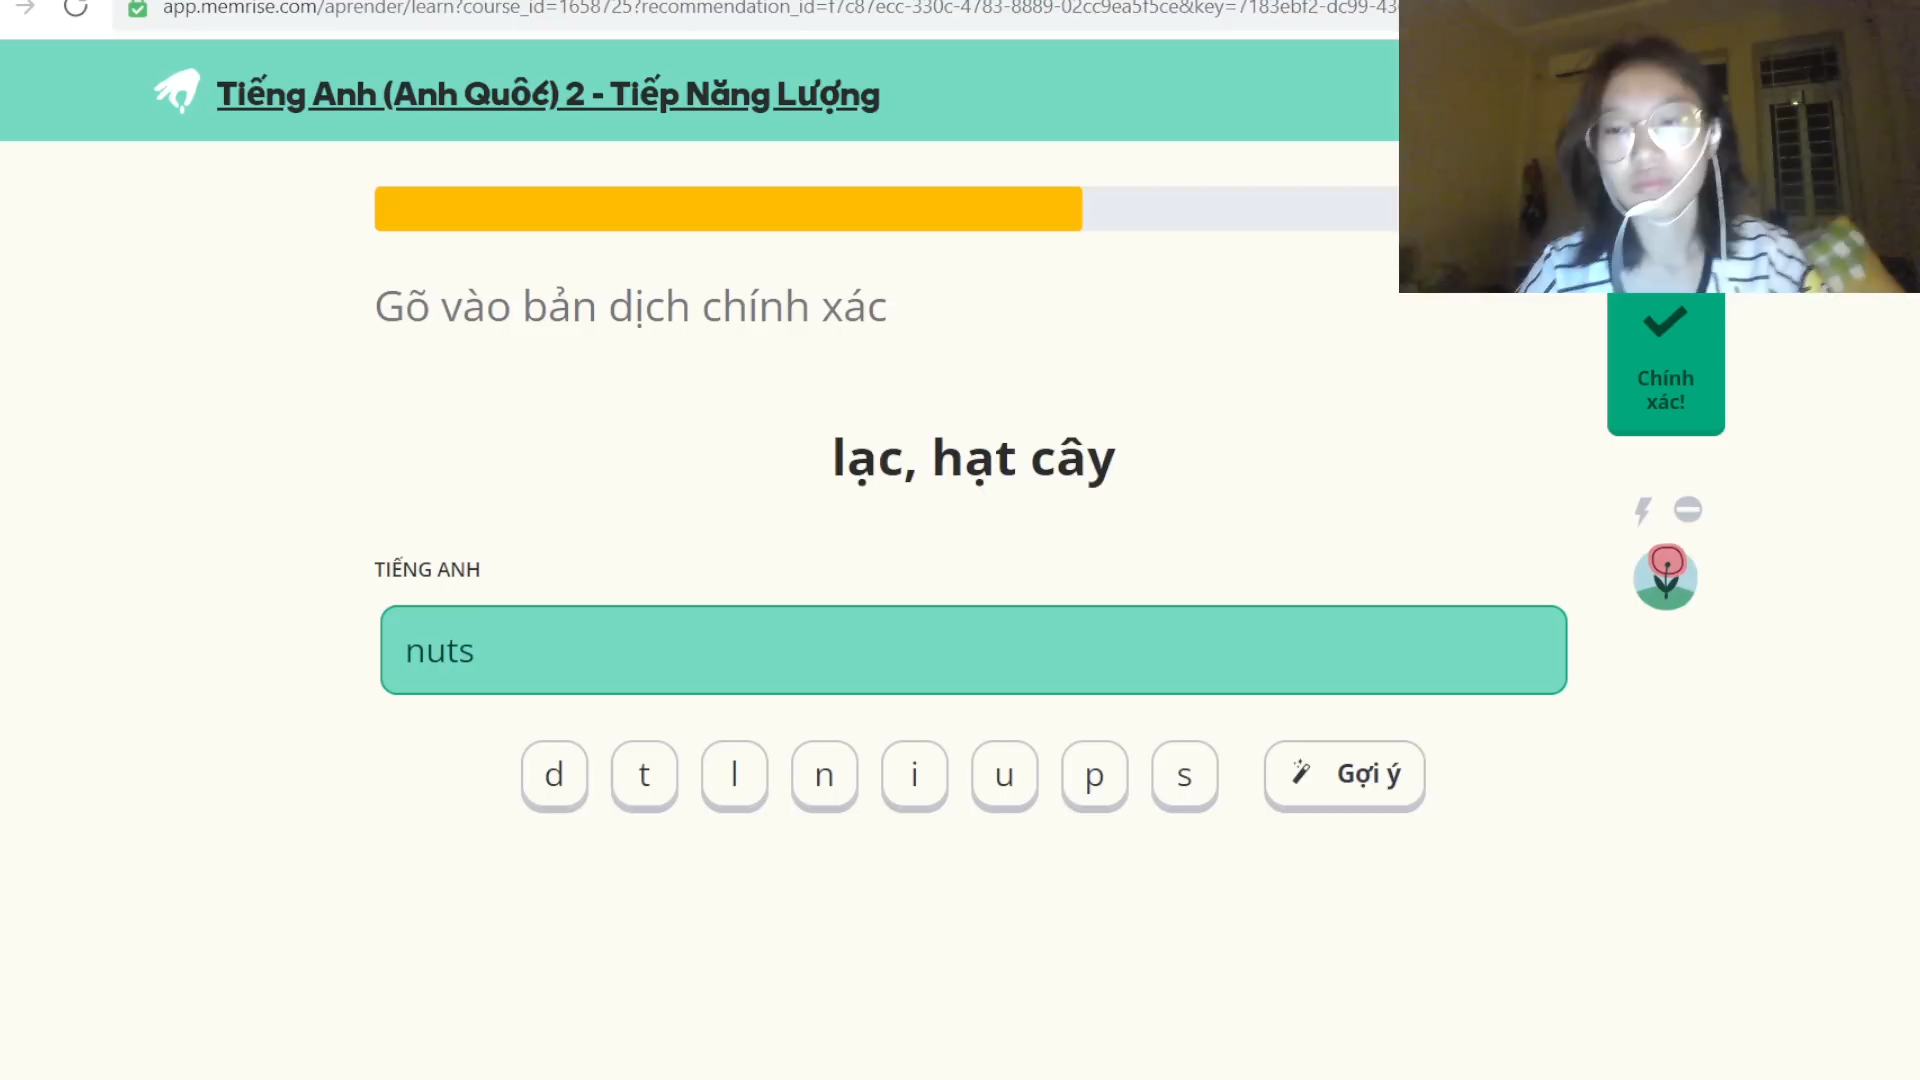 app.memrise.com/aprender/learn?course_id=1658725?recommendation_id=f7c87ecc-330c-4783-8889-02cc9ea5f5ce&key=7183ebf2-dc99-43
Tiếng Anh (Anh Quốc) 2 - Tiếp Năng Lượng
Gõ vào bản dịch chính xác
Chính
xác!
lạc, hạt cây
TIẾNG ANH
nuts
d t l n i u p s Gợi ý